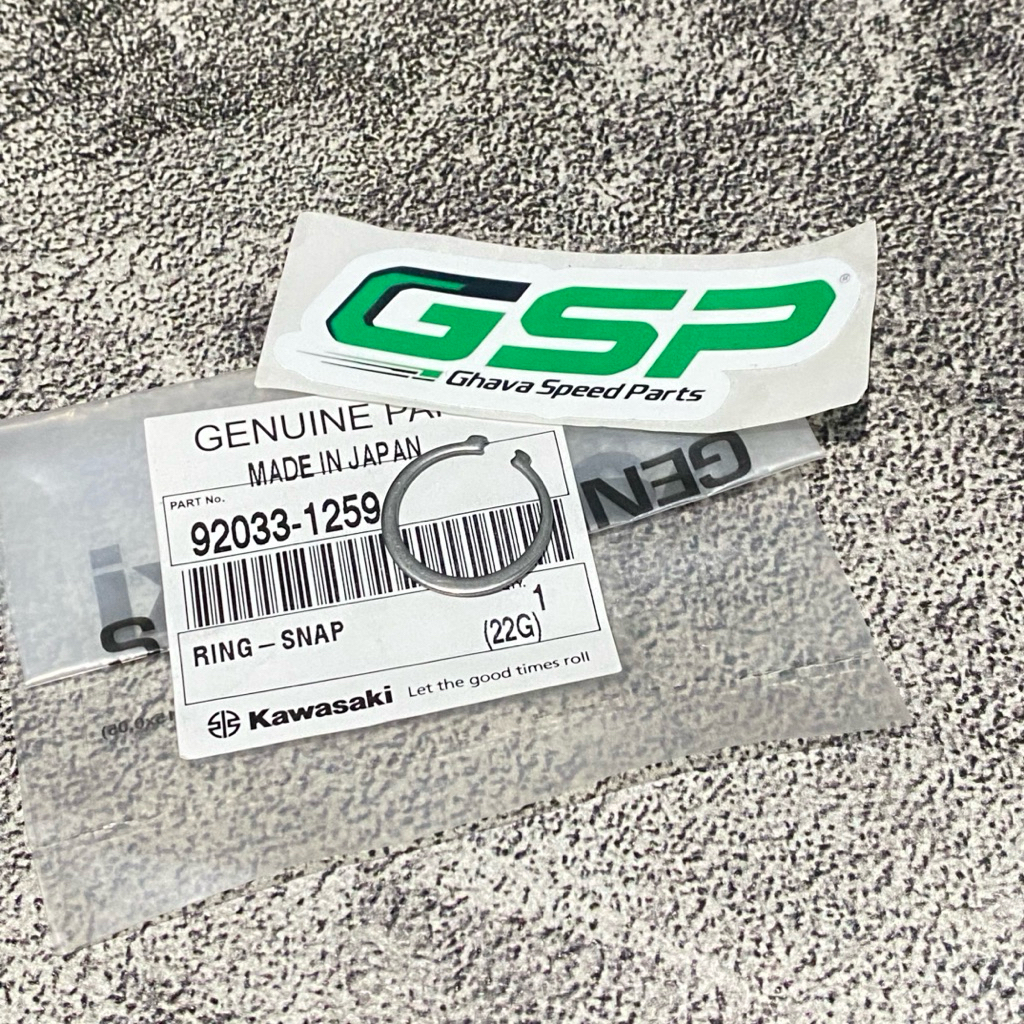 GSP®
Ghava Speed Parts
GENUINE PA
MADE IN JAPAN
PART No.
92033-1259
1
RING – SNAP
(22G)
Kawasaki Let the good times roll
GEN